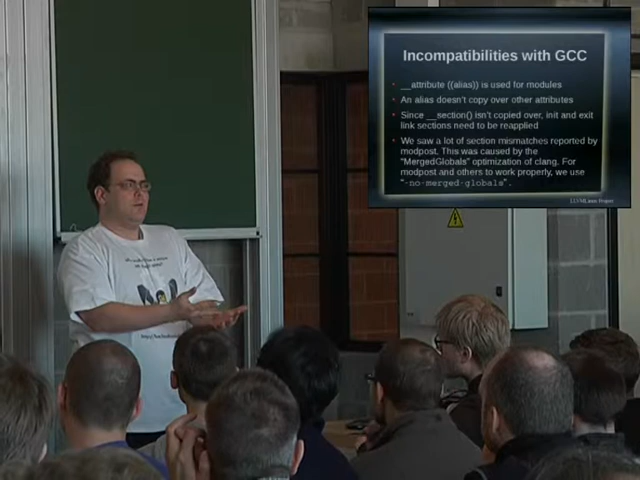 Incompatibilities with GCC
__attribute ((alias)) is used for modules
An alias doesn't copy over other attributes
Since __section() isn't copied over, init and exit
link sections need to be reapplied
We saw a lot of section mismatches reported by
modpost. This was caused by the
"MergedGlobals" optimization of clang. For
modpost and others to work properly, we use
"-no-merged-globals".